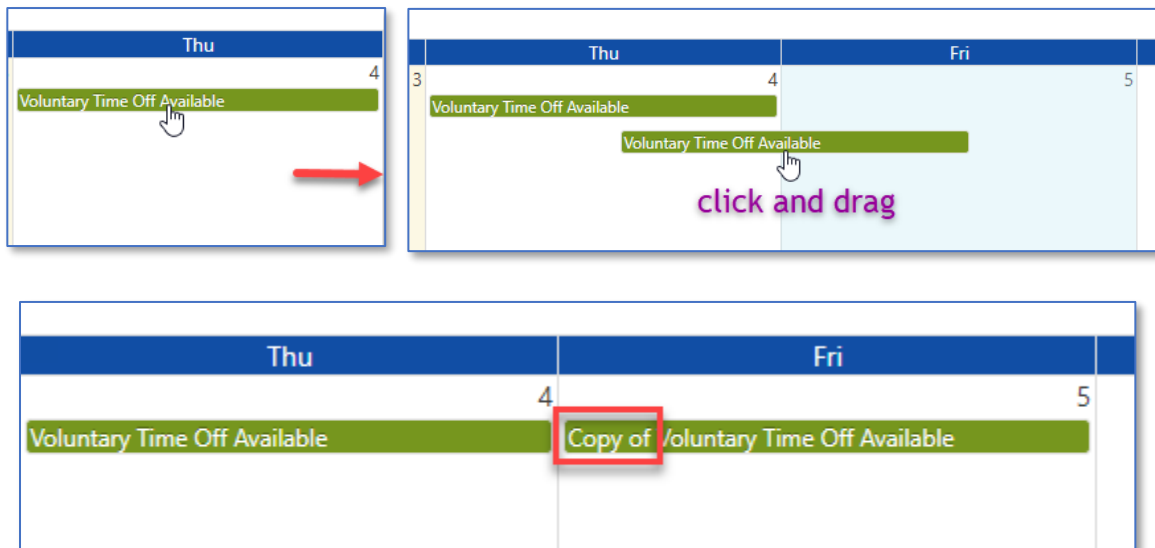 Thu
4
Voluntary Time Off Available
Thu Fri
3 4 5
Voluntary Time Off Available
Voluntary Time Off Available
click and drag
Thu Fri
4 5
Voluntary Time Off Available Copy of Voluntary Time Off Available